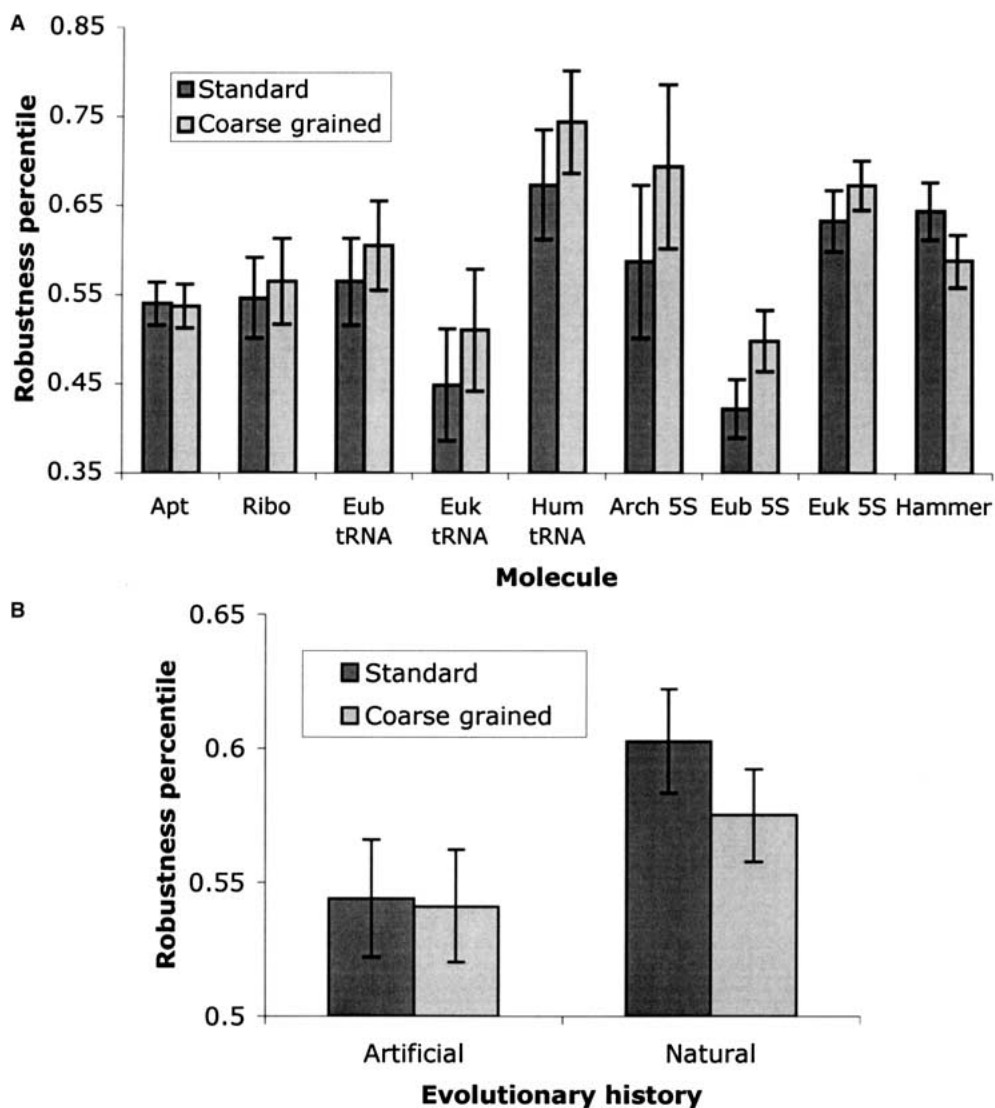 A
0.85
0.75
0.65
0.55
0.45
0.35
Robustness percentile
Standard
Coarse grained
Apt Ribo Eub tRNA Euk tRNA Hum tRNA Arch 5S Eub 5S Euk 5S Hammer
Molecule
B
0.65
0.6
0.55
0.5
Robustness percentile
Standard
Coarse grained
Artificial Natural
Evolutionary history